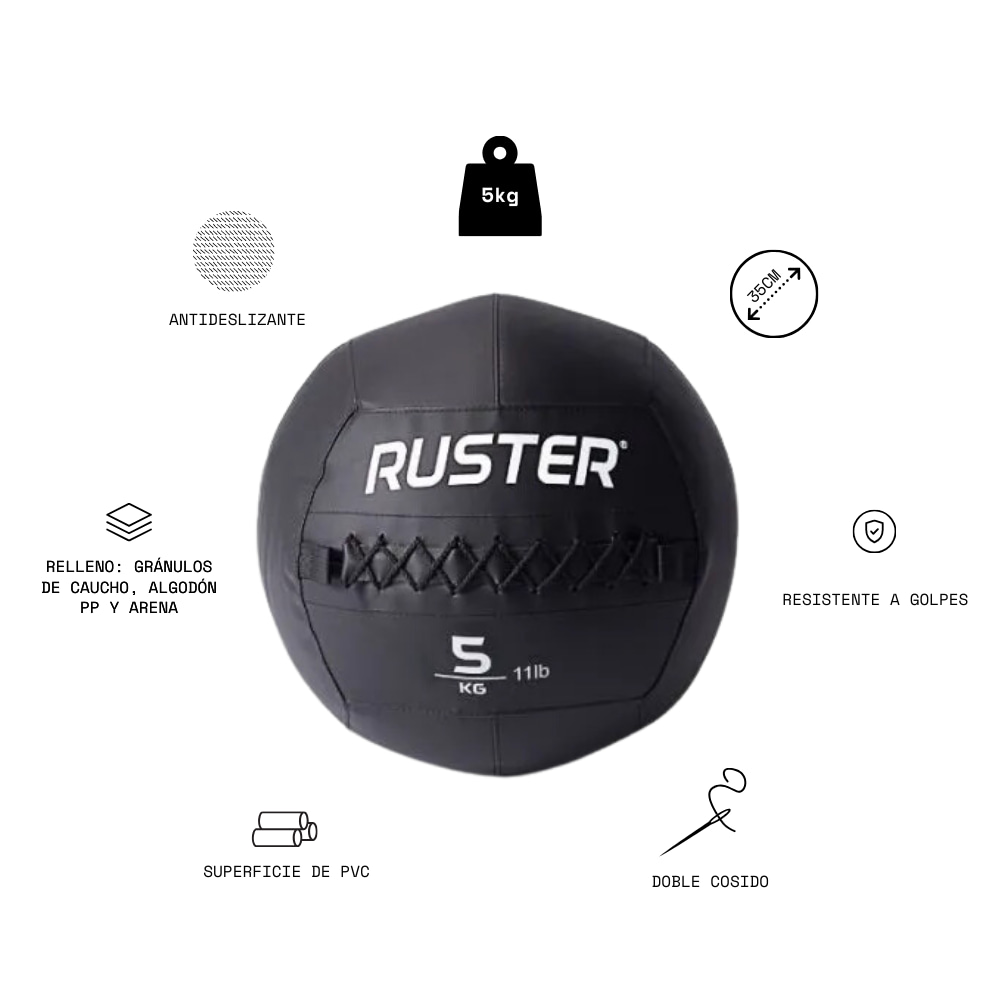 5kg
35CM
ANTIDESLIZANTE
RUSTER®
RELLENO: GRÁNULOS
DE CAUCHO, ALGODÓN
PP Y ARENA
RESISTENTE A GOLPES
5
KG
11lb
SUPERFICIE DE PVC
DOBLE COSIDO